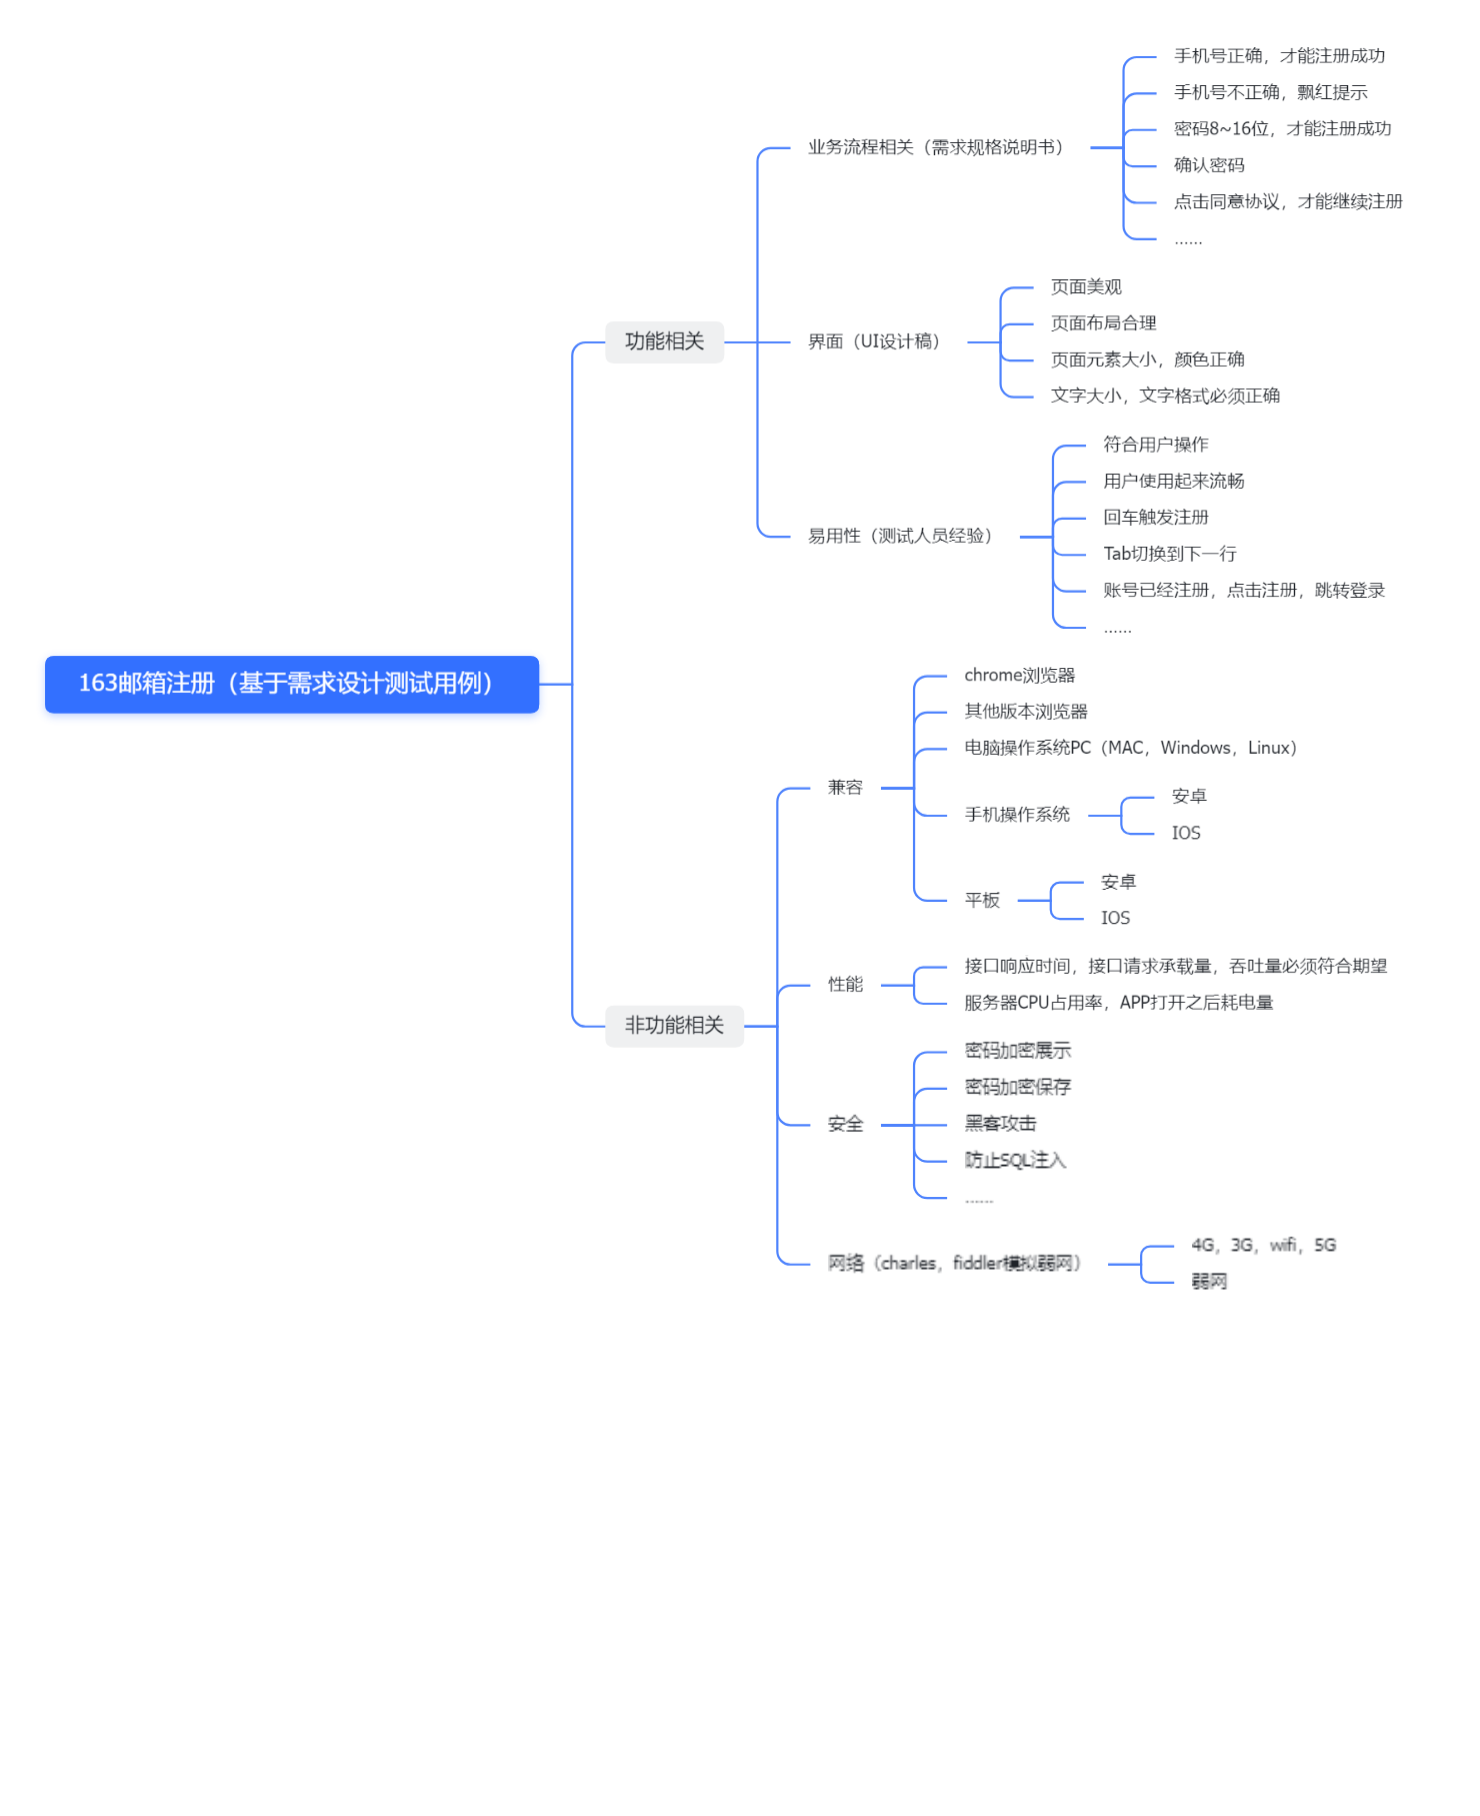 163邮箱注册（基于需求设计测试用例）
功能相关
业务流程相关（需求规格说明书）
手机号正确，才能注册成功
手机号不正确，飘红提示
密码8~16位，才能注册成功
确认密码
点击同意协议，才能继续注册
......
界面（UI设计稿）
页面美观
页面布局合理
页面元素大小，颜色正确
文字大小，文字格式必须正确
易用性（测试人员经验）
符合用户操作
用户使用起来流畅
回车触发注册
Tab切换到下一行
账号已经注册，点击注册，跳转登录
......
非功能相关
兼容
chrome浏览器
其他版本浏览器
电脑操作系统PC（MAC，Windows，Linux）
手机操作系统
安卓
IOS
平板
安卓
IOS
性能
接口响应时间，接口请求承载量，吞吐量必须符合期望
服务器CPU占用率，APP打开之后耗电量
安全
密码加密展示
密码加密保存
黑客攻击
防止SQL注入
......
网络（charles，fiddler模拟弱网）
4G，3G，wifi，5G
弱网